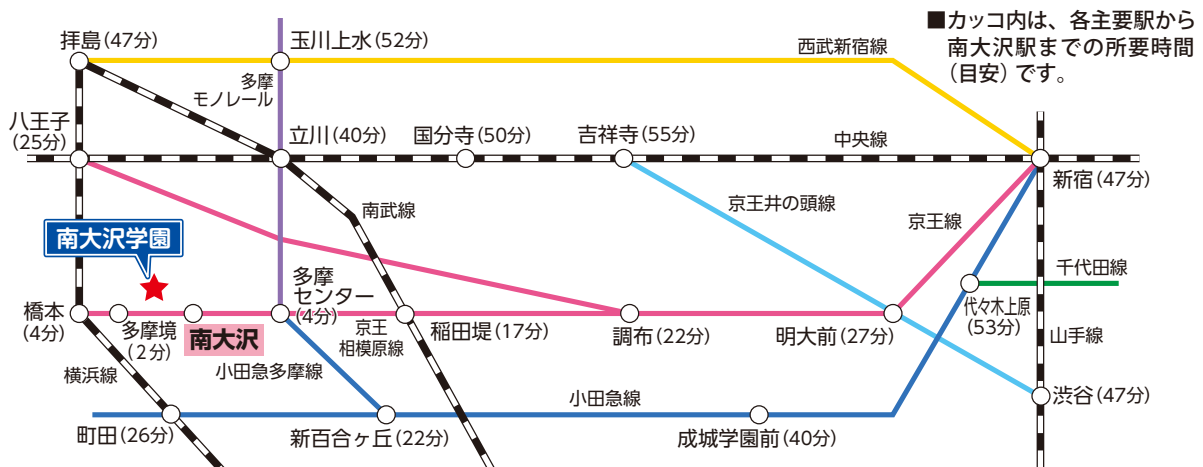 ■カッコ内は、各主要駅から
南大沢駅までの所要時間
（目安）です。
拝島(47分)
玉川上水(52分)
西武新宿線
多摩
モノレール
八王子
(25分)
立川(40分)
国分寺(50分)
吉祥寺(55分)
中央線
新宿(47分)
南武線
京王井の頭線
京王線
南大沢学園
千代田線
多摩
センター
(4分)
代々木上原
(53分)
橋本
(4分)
多摩境
(2分)
南大沢
京王
相模原線
稲田堤(17分)
調布(22分)
明大前(27分)
山手線
横浜線
小田急多摩線
小田急線
渋谷(47分)
町田(26分)
新百合ヶ丘(22分)
成城学園前(40分)